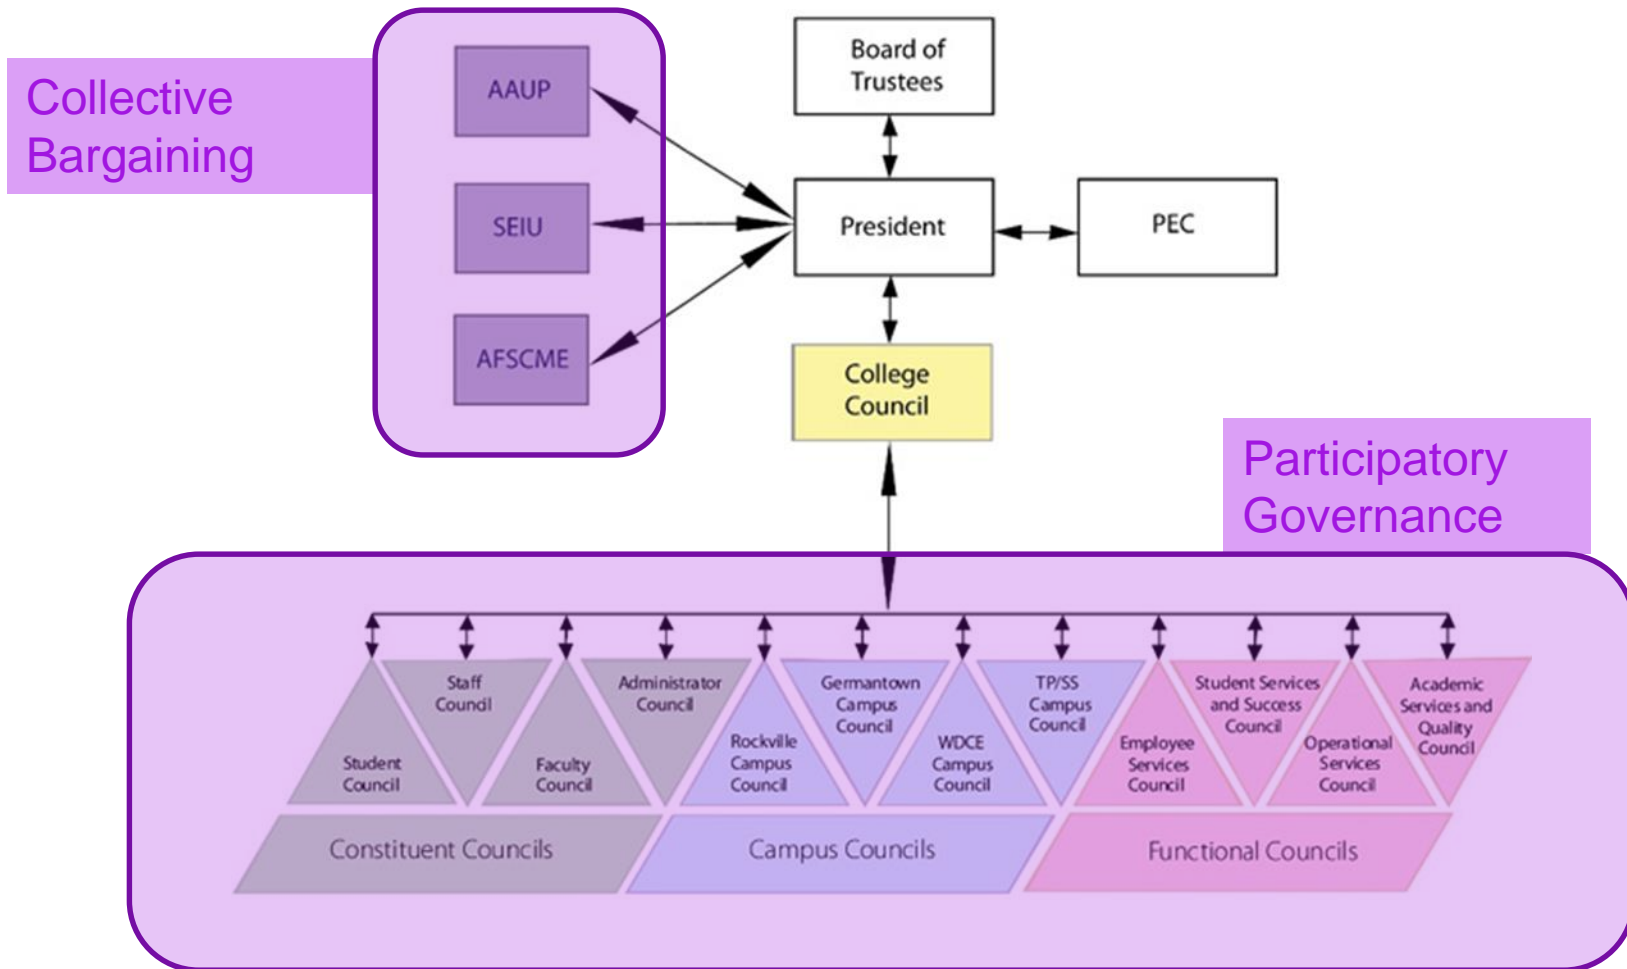 Collective
Bargaining
AAUP
SEIU
AFSCME
Board of
Trustees
President
PEC
College
Council
Participatory
Governance
Student
Council
Staff
Council
Faculty
Council
Administrator
Council
Rockville
Campus
Council
Germantown
Campus
Council
WDCE
Campus
Council
TP/SS
Campus
Council
Employee
Services
Council
Student Services
and Success
Council
Operational
Services
Council
Academic
Services and
Quality
Council
Constituent Councils
Campus Councils
Functional Councils